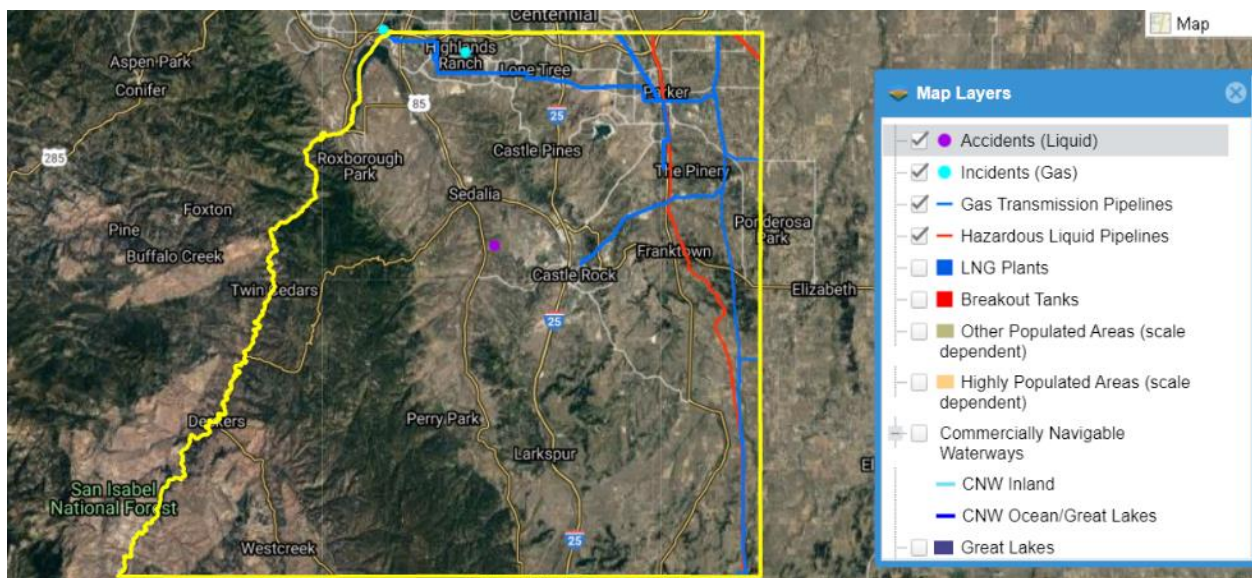 Centennial
Map
Aspen Park
Highlands
Ranch
Lone Tree
Conifer
Map Layers
Parker
85
25
285
Accidents (Liquid)
Castle Pines
Roxborough
Park
Incidents (Gas)
The Pinery
Sedalia
Foxton
Gas Transmission Pipelines
Pine
Ponderosa
Park
Hazardous Liquid Pipelines
Buffalo Creek
Franktown
Castle Rock
LNG Plants
Twin Cedars
Elizabeth
Breakout Tanks
25
Other Populated Areas (scale
dependent)
Highly Populated Areas (scale
dependent)
Deckers
Perry Park
Commercially Navigable
Waterways
Larkspur
El
San Isabel
National Forest
CNW Inland
CNW Ocean/Great Lakes
25
Westcreek
Great Lakes